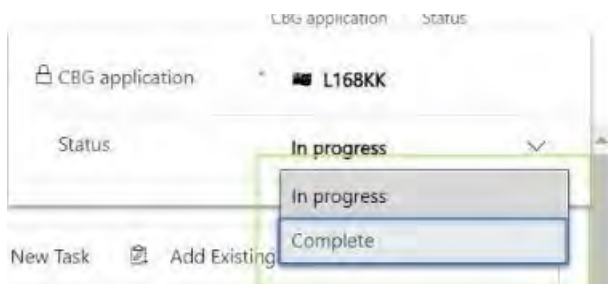 CBG application Status
CBG application * L168KK
Status In progress
In progress
Complete
New Task Add Existing